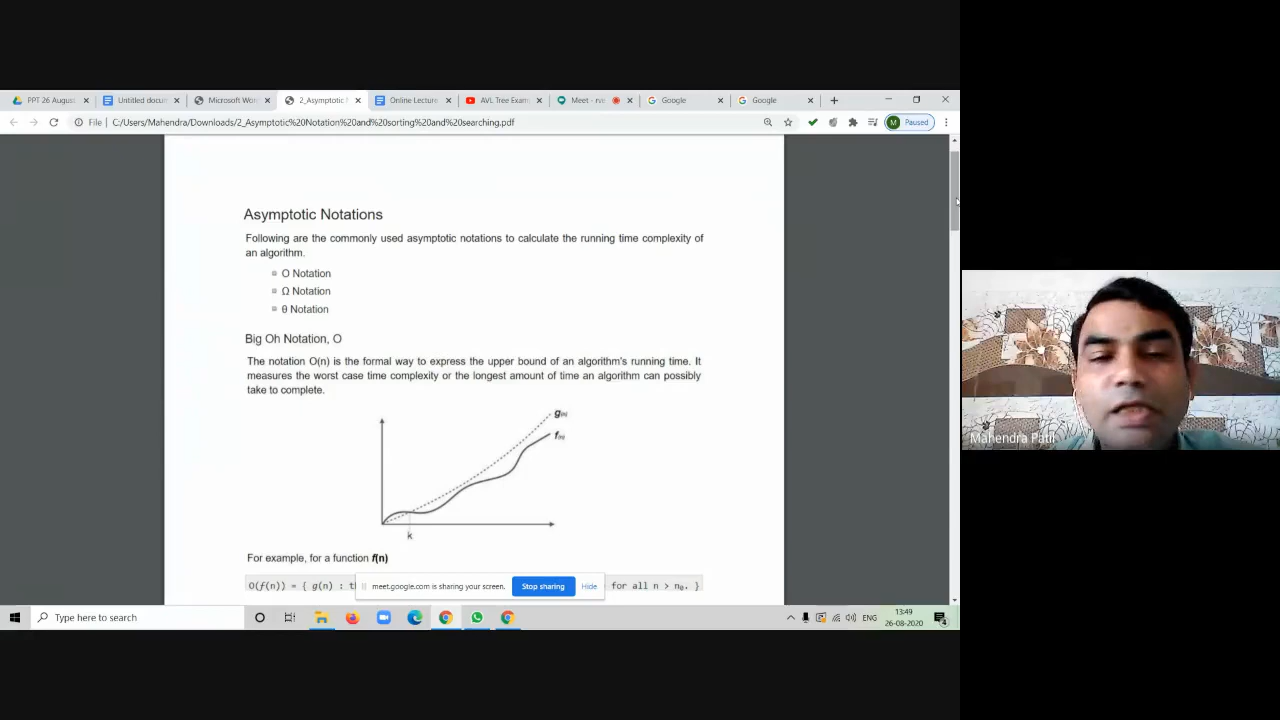 PPT 26 August
Untitled docu
Microsoft Wor
2_Asymptotic
Online Lecture
AVL Tree Exam
Meet - rve
Google
Google
File
C:/Users/Mahendra/Downloads/2_Asymptotic%20Notation%20and%20sorting%20and%20searching.pdf
M
Paused
Asymptotic Notations
Following are the commonly used asymptotic notations to calculate the running time complexity of
an algorithm.
Ο Notation
Ω Notation
θ Notation
Big Oh Notation, Ο
The notation Ο(n) is the formal way to express the upper bound of an algorithm's running time. It
measures the worst case time complexity or the longest amount of time an algorithm can possibly
take to complete.
g(n)
f(n)
k
For example, for a function f(n)
Ο(f(n)) = { g(n) : th
for all n > n₀. }
meet.google.com is sharing your screen.
Stop sharing
Hide
Mahendra Patil
Type here to search
ENG
13:49
26-08-2020
4